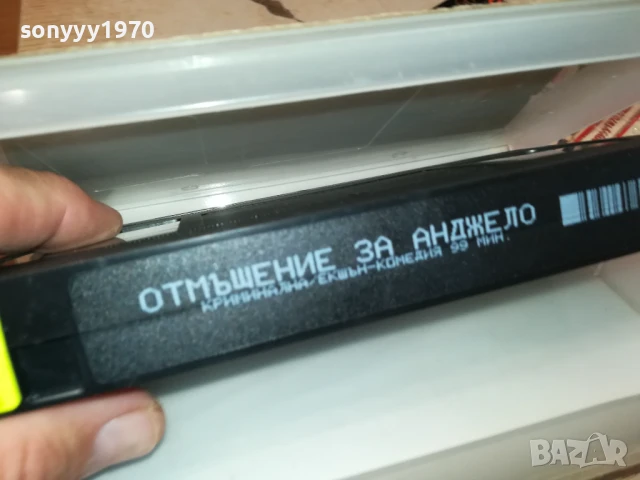 sonyyy1970
ОТМЪЩЕНИЕ ЗА АНДЖЕЛО
КРИМИНАЛНА/ЕКШЪН-КОМЕДИЯ 99 МИН.
BAZAR